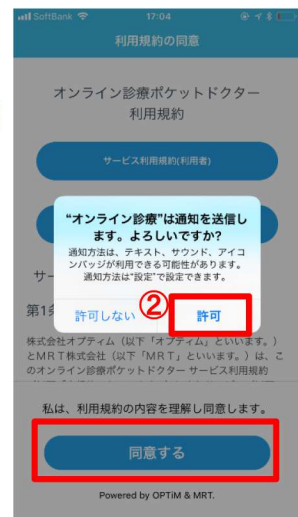 SoftBank 17:04
利用規約の同意
オンライン診療ポケットドクター
利用規約
サービス利用規約(利用者)
"オンライン診療"は通知を送信し
ます。よろしいですか?
通知方法は、テキスト、サウンド、アイコ
ンバッジが利用できる可能性があります。
通知方法は"設定"で設定できます。
サー
第1条
許可しない ② 許可
株式会社オプティム(以下「オプティム」といいます。)
とMRT株式会社(以下「MRT」といいます。)は、こ
のオンライン診療ポケットドクター サービス利用規約
私は、利用規約の内容を理解し同意します。
同意する
Powered by OPTiM & MRT.